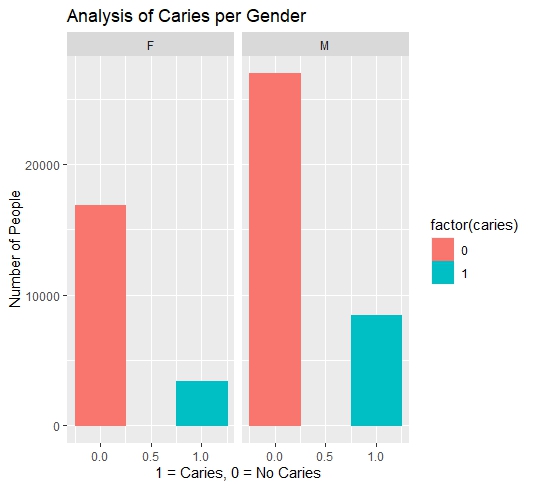 Analysis of Caries per Gender
F
M
20000
10000
0
Number of People
0.0 0.5 1.0
0.0 0.5 1.0
1 = Caries, 0 = No Caries
factor(caries)
0
1